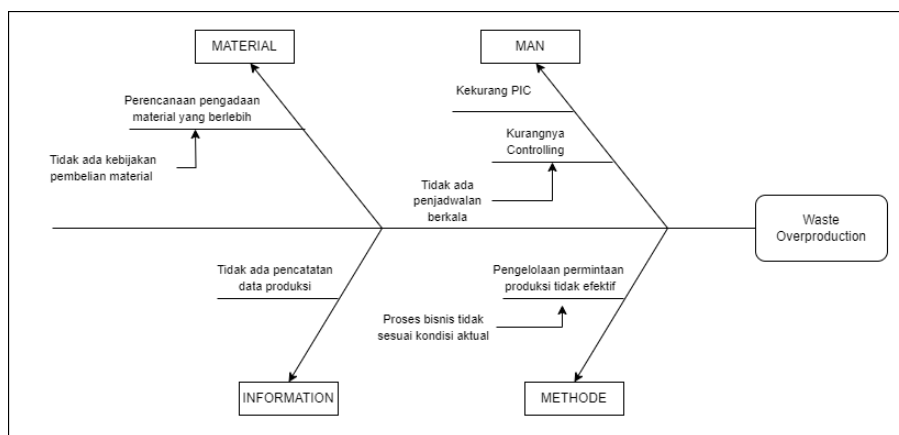 MATERIAL
MAN
Perencanaan pengadaan
material yang berlebih
Kekurang PIC
Tidak ada kebijakan
pembelian material
Kurangnya
Controlling
Tidak ada
penjadwalan
berkala
Waste
Overproduction
Tidak ada pencatatan
data produksi
Pengelolaan permintaan
produksi tidak efektif
Proses bisnis tidak
sesuai kondisi aktual
INFORMATION
METHODE